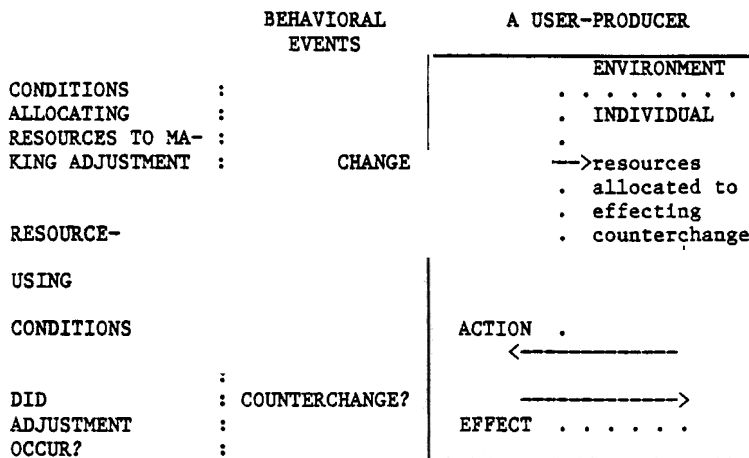 BEHAVIORAL A USER-PRODUCER
EVENTS
ENVIRONMENT
CONDITIONS : . . . . . . . .
ALLOCATING : . INDIVIDUAL
RESOURCES TO MA- : .
KING ADJUSTMENT : CHANGE -->resources
. allocated to
. effecting
RESOURCE- . counterchange
USING
CONDITIONS ACTION .
<----------
:
DID : COUNTERCHANGE? ---------->
ADJUSTMENT : EFFECT . . . . . .
OCCUR? :